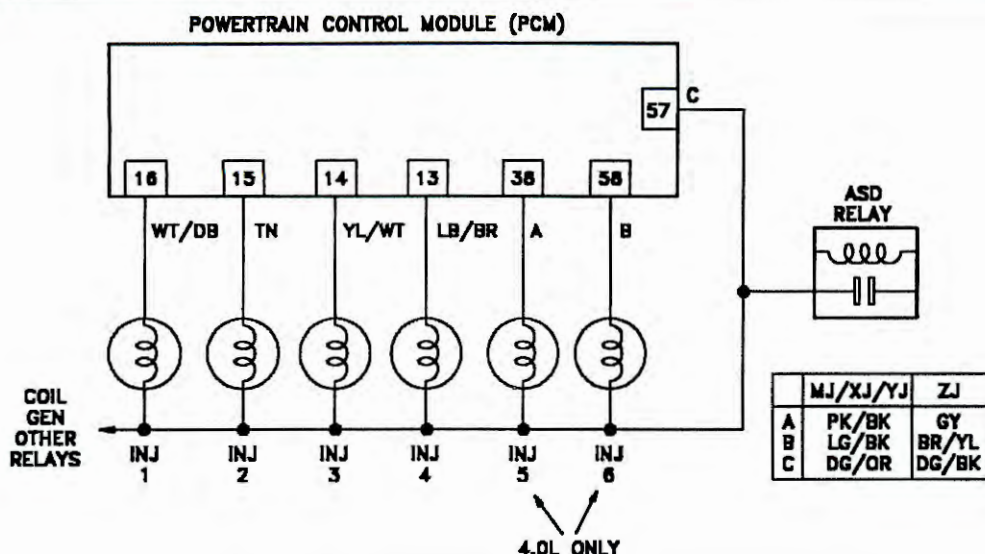 POWERTRAIN CONTROL MODULE (PCM)
57 C
16 15 14 13 38 58
WT/DB TN YL/WT LB/BR A B
ASD
RELAY
COIL
GEN
OTHER
RELAYS
INJ INJ INJ INJ INJ INJ
1 2 3 4 5 6
4.0L ONLY
MJ/XJ/YJ ZJ
A PK/BK GY
B LG/BK BR/YL
C DG/OR DG/BK